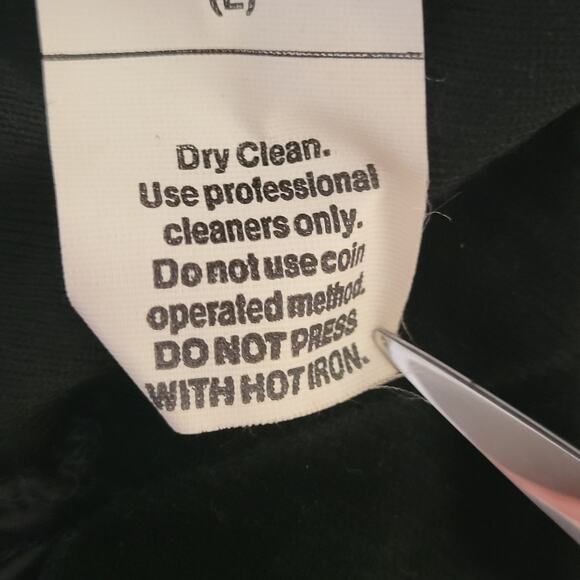 (L)
Dry Clean.
Use professional
cleaners only.
Do not use coin
operated method.
DO NOT PRESS
WITH HOT IRON.